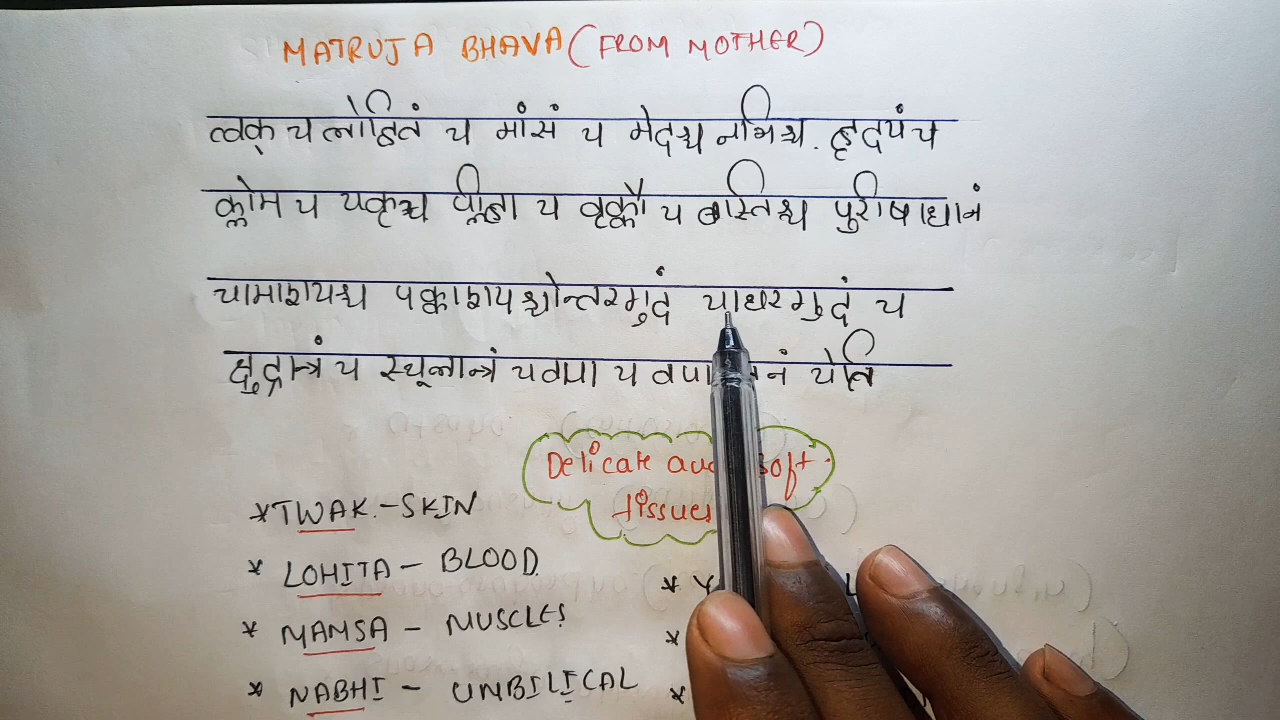 MATRUJA BHAVA (FROM MOTHER)
त्वक् च लोहितं च मांसं च मेदश्च नभिश्च. हृदयं च
क्लोम च यकृच्च प्लीहा च वृक्कौ च बस्तिश्च पुरीषाधानं
चामाशयश्च पक्वाशयश्चोन्तरगुदं चाधरगुदं च
क्षुद्रान्त्रं च स्थूलान्त्रं च वपा च चेति
Delicate soft
tissues
*TWAK.-SKIN
* LOHITA - BLOOD
* MAMSA - MUSCLES
* NABHI - UMBILICAL